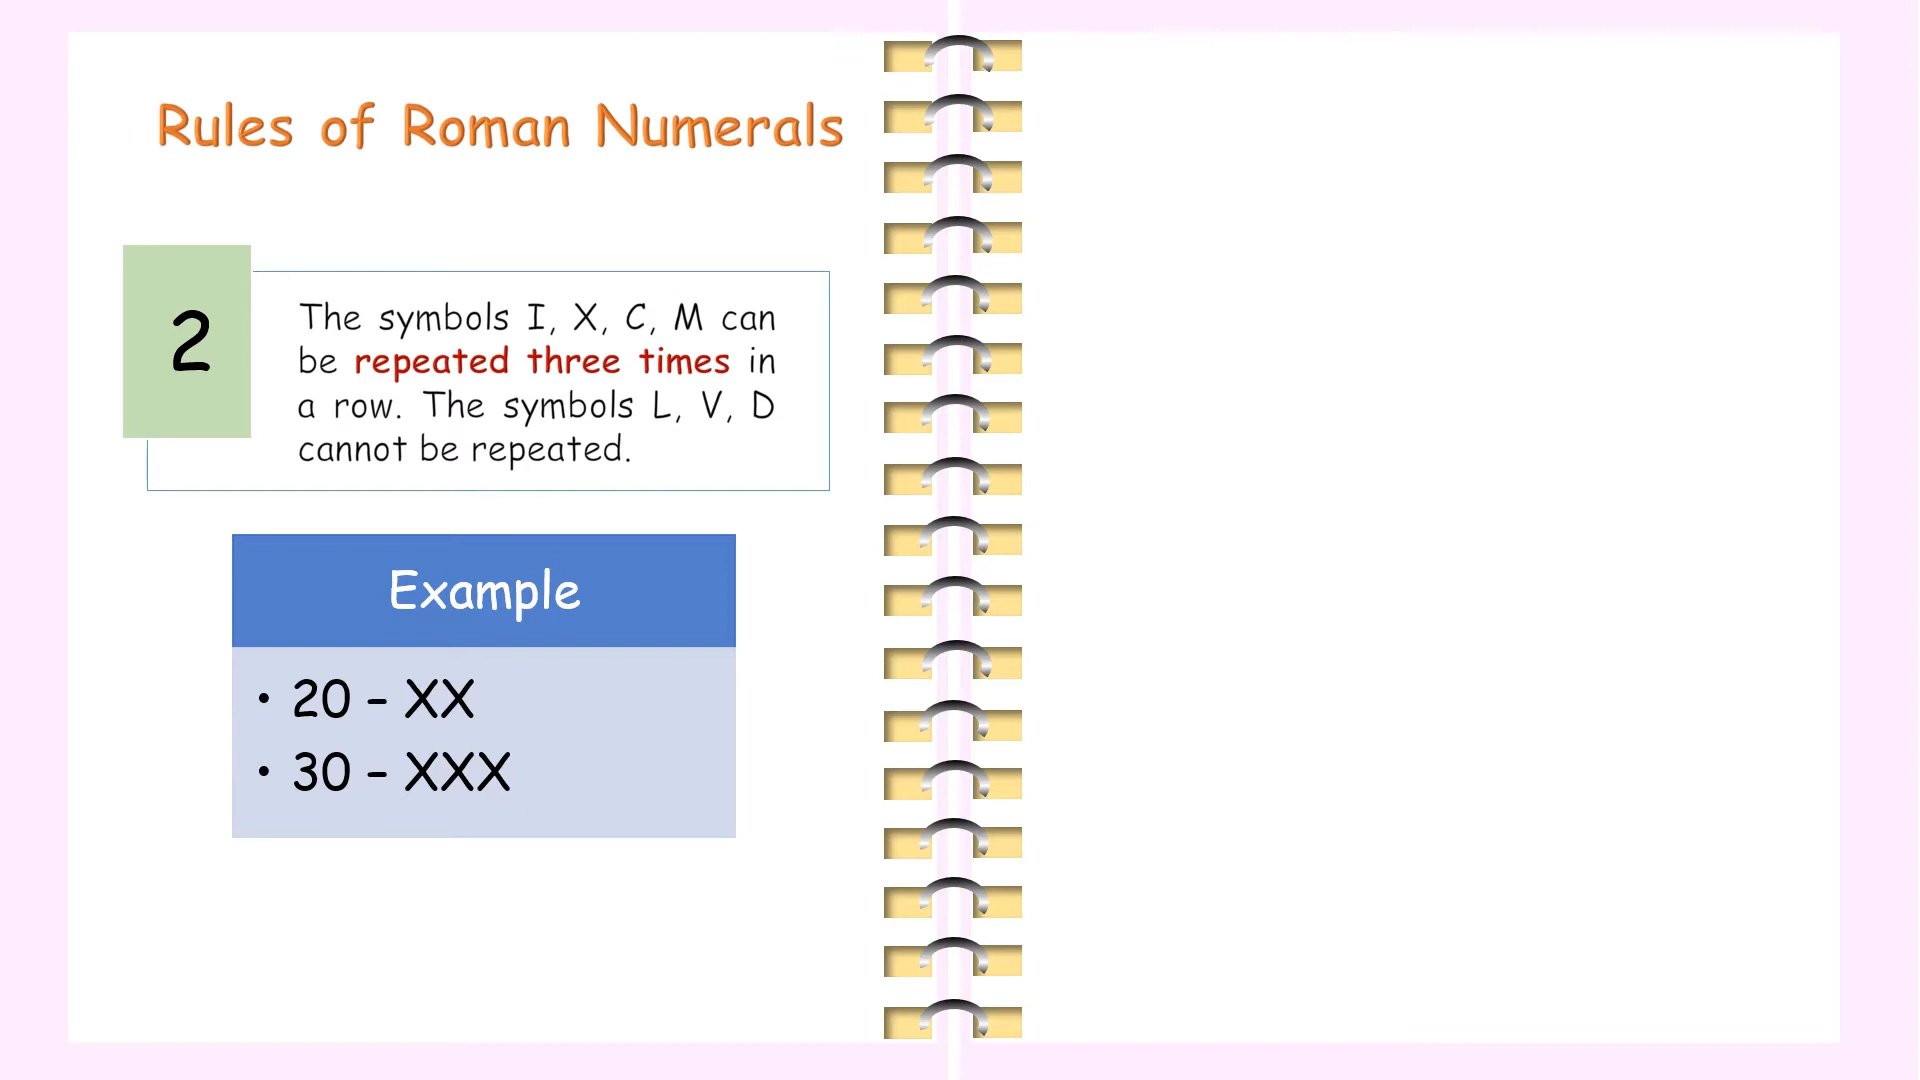 Rules of Roman Numerals
2
The symbols I, X, C, M can
be repeated three times in
a row. The symbols L, V, D
cannot be repeated.
Example
• 20 – XX
• 30 – XXX